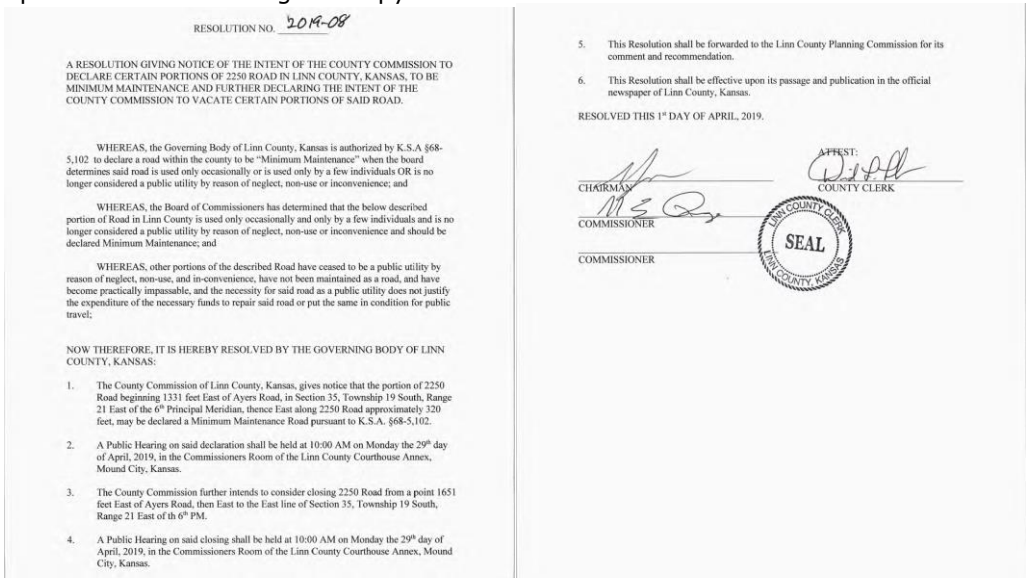 RESOLUTION NO. 2019-08
A RESOLUTION GIVING NOTICE OF THE INTENT OF THE COUNTY COMMISSION TO
DECLARE CERTAIN PORTIONS OF 2250 ROAD IN LINN COUNTY, KANSAS, TO BE
MINIMUM MAINTENANCE AND FURTHER DECLARING THE INTENT OF THE
COUNTY COMMISSION TO VACATE CERTAIN PORTIONS OF SAID ROAD.
WHEREAS, the Governing Body of Linn County, Kansas is authorized by K.S.A §68-
5,102 to declare a road within the county to be “Minimum Maintenance” when the board
determines said road is used only occasionally or is used only by a few individuals OR is no
longer considered a public utility by reason of neglect, non-use or inconvenience; and
WHEREAS, the Board of Commissioners has determined that the below described
portion of Road in Linn County is used only occasionally and only by a few individuals and is no
longer considered a public utility by reason of neglect, non-use or inconvenience and should be
declared Minimum Maintenance; and
WHEREAS, other portions of the described Road have ceased to be a public utility by
reason of neglect, non-use, and in-convenience, have not been maintained as a road, and have
become practically impassable, and the necessity for said road as a public utility does not justify
the expenditure of the necessary funds to repair said road or put the same in condition for public
travel;
NOW THEREFORE, IT IS HEREBY RESOLVED BY THE GOVERNING BODY OF LINN
COUNTY, KANSAS:
1. The County Commission of Linn County, Kansas, gives notice that the portion of 2250
Road beginning 1331 feet East of Ayers Road, in Section 35, Township 19 South, Range
21 East of the 6th Principal Meridian, thence East along 2250 Road approximately 320
feet, may be declared a Minimum Maintenance Road pursuant to K.S.A. §68-5,102.
2. A Public Hearing on said declaration shall be held at 10:00 AM on Monday the 29th day
of April, 2019, in the Commissioners Room of the Linn County Courthouse Annex,
Mound City, Kansas.
3. The County Commission further intends to consider closing 2250 Road from a point 1651
feet East of Ayers Road, then East to the East line of Section 35, Township 19 South,
Range 21 East of th 6th PM.
4. A Public Hearing on said closing shall be held at 10:00 AM on Monday the 29th day of
April, 2019, in the Commissioners Room of the Linn County Courthouse Annex, Mound
City, Kansas.
5. This Resolution shall be forwarded to the Linn County Planning Commission for its
comment and recommendation.
6. This Resolution shall be effective upon its passage and publication in the official
newspaper of Linn County, Kansas.
RESOLVED THIS 1st DAY OF APRIL, 2019.
ATTEST:
CHAIRMAN
COUNTY CLERK
COMMISSIONER
LINN COUNTY CLERK
SEAL
LINN COUNTY, KANSAS
COMMISSIONER